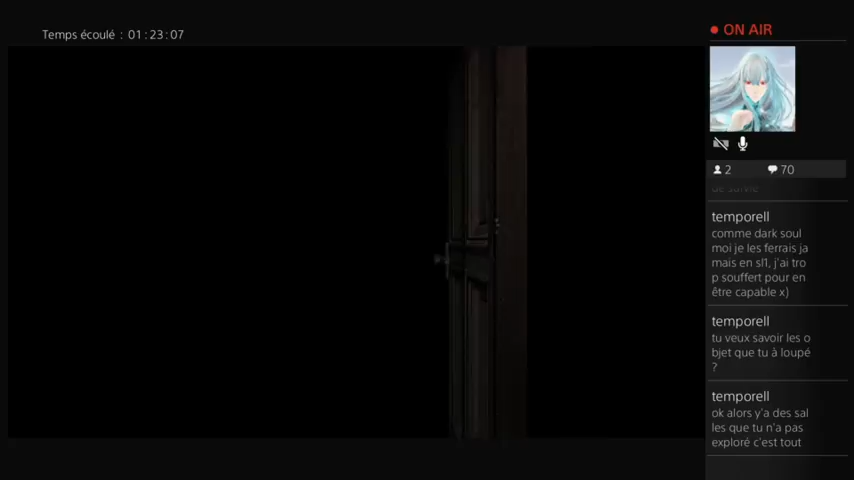 Temps écoulé : 01:23:07
ON AIR
2
70
temporell
comme dark soul
moi je les ferrais ja
mais en sl1, j'ai tro
p souffert pour en
être capable x)
temporell
tu veux savoir les o
bjet que tu à loupé
?
temporell
ok alors y'a des sal
les que tu n'a pas
exploré c'est tout